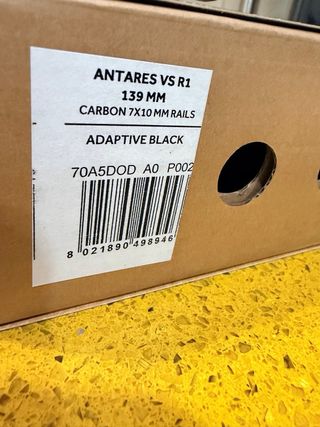 ANTARES VS R1
139 MM
CARBON 7X10 MM RAILS
ADAPTIVE BLACK
70A5DOD A0 P002
8 021890 498946